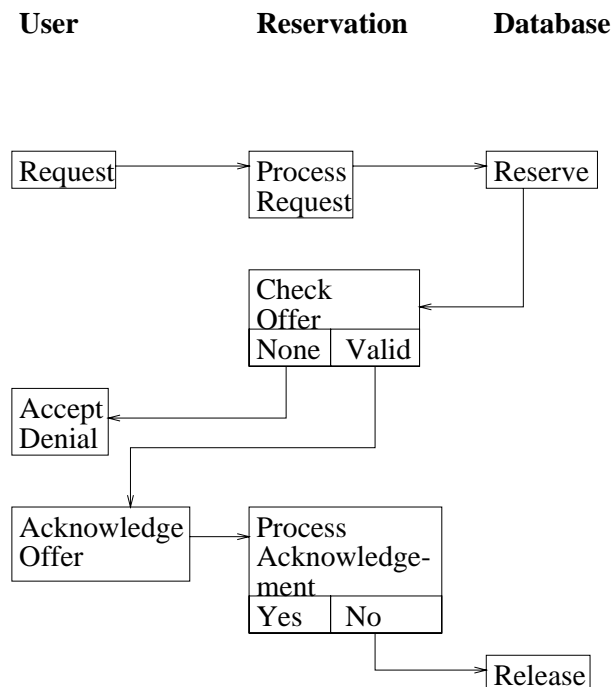 User Reservation Database
Request
Process
Request
Reserve
Check
Offer
None Valid
Accept
Denial
Acknowledge
Offer
Process
Acknowledge-
ment
Yes No
Release